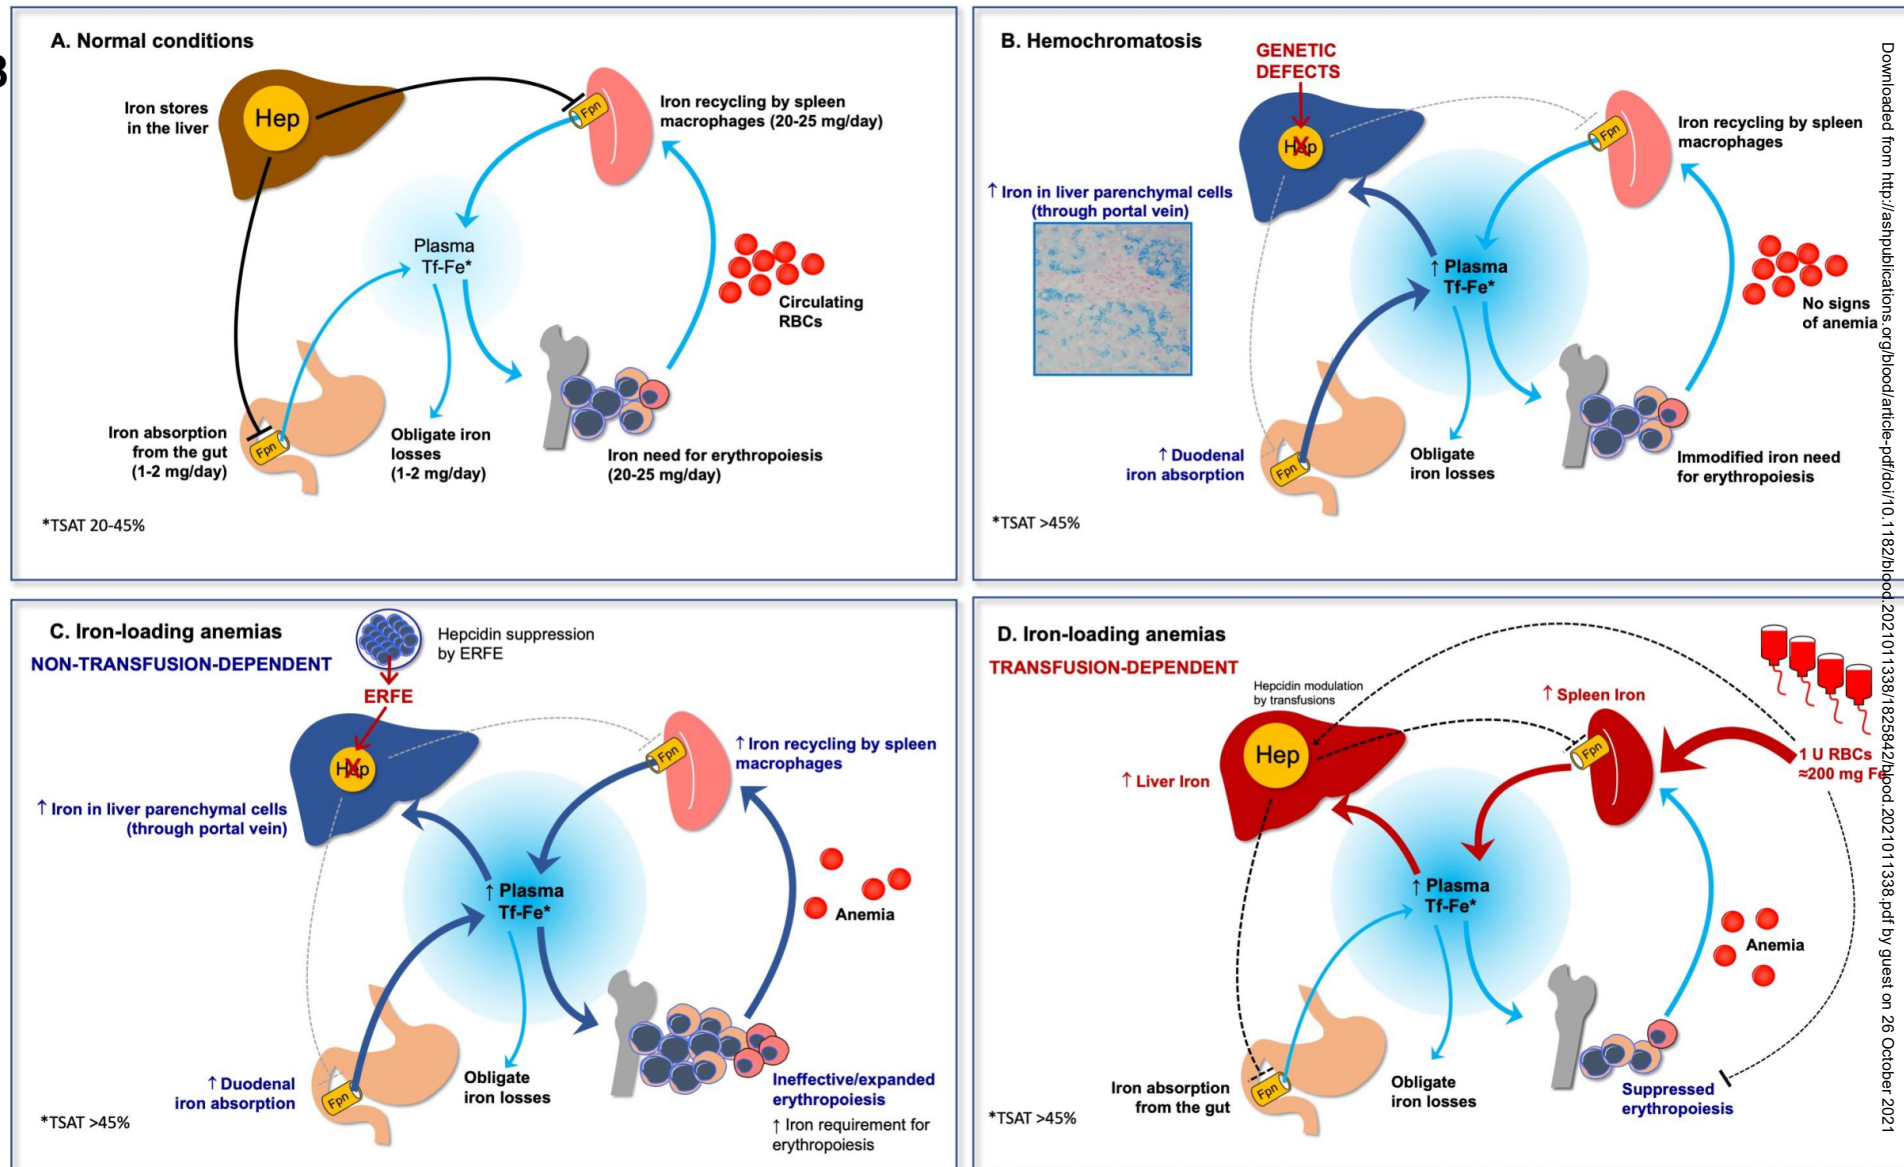 B
A. Normal conditions
Iron stores
in the liver
Hep
Fpn
Iron recycling by spleen
macrophages (20-25 mg/day)
Plasma
Tf-Fe*
Circulating
RBCs
Iron absorption
from the gut
(1-2 mg/day)
Fpn
Obligate iron
losses
(1-2 mg/day)
Iron need for erythropoiesis
(20-25 mg/day)
*TSAT 20-45%
B. Hemochromatosis
GENETIC
DEFECTS
Hep
X
Fpn
Iron recycling by spleen
macrophages
↑ Iron in liver parenchymal cells
(through portal vein)
↑ Plasma
Tf-Fe*
No signs
of anemia
↑ Duodenal
iron absorption
Fpn
Obligate
iron losses
Immodified iron need
for erythropoiesis
*TSAT >45%
C. Iron-loading anemias
NON-TRANSFUSION-DEPENDENT
Hepcidin suppression
by ERFE
ERFE
Hep
X
Fpn
↑ Iron recycling by spleen
macrophages
↑ Iron in liver parenchymal cells
(through portal vein)
↑ Plasma
Tf-Fe*
Anemia
↑ Duodenal
iron absorption
Fpn
Obligate
iron losses
Ineffective/expanded
erythropoiesis
↑ Iron requirement for
erythropoiesis
*TSAT >45%
D. Iron-loading anemias
TRANSFUSION-DEPENDENT
Hepcidin modulation
by transfusions
Hep
↑ Spleen Iron
Fpn
↑ Liver Iron
1 U RBCs
≈200 mg Fe
↑ Plasma
Tf-Fe*
Anemia
Iron absorption
from the gut
Fpn
Obligate
iron losses
Suppressed
erythropoiesis
*TSAT >45%
Downloaded from http://ashpublications.org/blood/article-pdf/doi/10.1182/blood.2021011338/1825842/blood.2021011338.pdf by guest on 26 October 2021